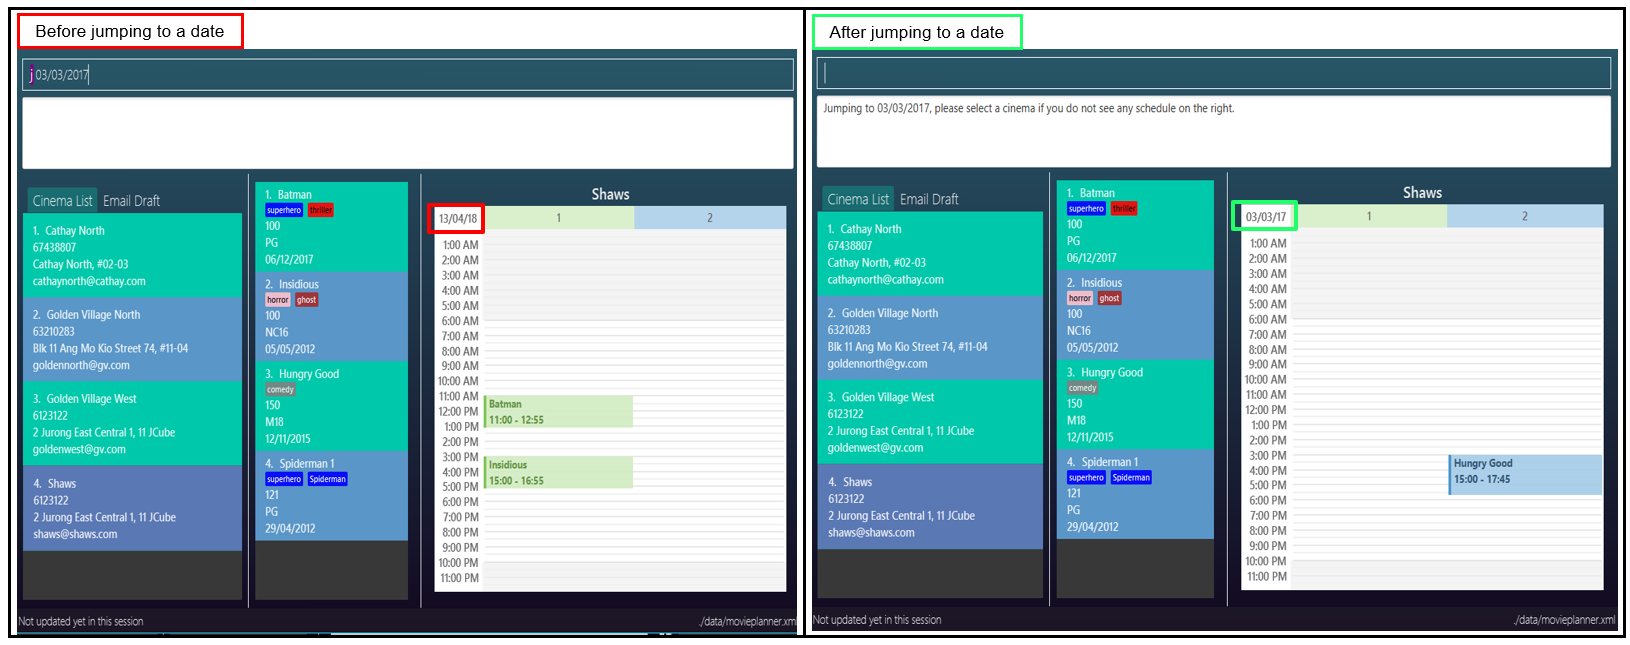 Before jumping to a date
j 03/03/2017
Cinema List Email Draft
1. Cathay North
67438807
Cathay North, #02-03
cathaynorth@cathay.com
2. Golden Village North
63210283
Blk 11 Ang Mo Kio Street 74, #11-04
goldennorth@gv.com
3. Golden Village West
6123122
2 Jurong East Central 1, 11 JCube
goldenwest@gv.com
4. Shaws
6123122
2 Jurong East Central 1, 11 JCube
shaws@shaws.com
1. Batman
superhero thriller
100
PG
06/12/2017
2. Insidious
horror ghost
100
NC16
05/05/2012
3. Hungry Good
comedy
150
M18
12/11/2015
4. Spiderman 1
superhero Spiderman
121
PG
29/04/2012
Shaws
13/04/18 1 2
1:00 AM
2:00 AM
3:00 AM
4:00 AM
5:00 AM
6:00 AM
7:00 AM
8:00 AM
9:00 AM
10:00 AM
11:00 AM
12:00 PM
1:00 PM
2:00 PM
3:00 PM
4:00 PM
5:00 PM
6:00 PM
7:00 PM
8:00 PM
9:00 PM
10:00 PM
11:00 PM
Batman
11:00 - 12:55
Insidious
15:00 - 16:55
Not updated yet in this session
./data/movieplanner.xml
After jumping to a date
Jumping to 03/03/2017, please select a cinema if you do not see any schedule on the right.
Cinema List Email Draft
1. Cathay North
67438807
Cathay North, #02-03
cathaynorth@cathay.com
2. Golden Village North
63210283
Blk 11 Ang Mo Kio Street 74, #11-04
goldennorth@gv.com
3. Golden Village West
6123122
2 Jurong East Central 1, 11 JCube
goldenwest@gv.com
4. Shaws
6123122
2 Jurong East Central 1, 11 JCube
shaws@shaws.com
1. Batman
superhero thriller
100
PG
06/12/2017
2. Insidious
horror ghost
100
NC16
05/05/2012
3. Hungry Good
comedy
150
M18
12/11/2015
4. Spiderman 1
superhero Spiderman
121
PG
29/04/2012
Shaws
03/03/17 1 2
1:00 AM
2:00 AM
3:00 AM
4:00 AM
5:00 AM
6:00 AM
7:00 AM
8:00 AM
9:00 AM
10:00 AM
11:00 AM
12:00 PM
1:00 PM
2:00 PM
3:00 PM
4:00 PM
5:00 PM
6:00 PM
7:00 PM
8:00 PM
9:00 PM
10:00 PM
11:00 PM
Hungry Good
15:00 - 17:45
Not updated yet in this session
./data/movieplanner.xml